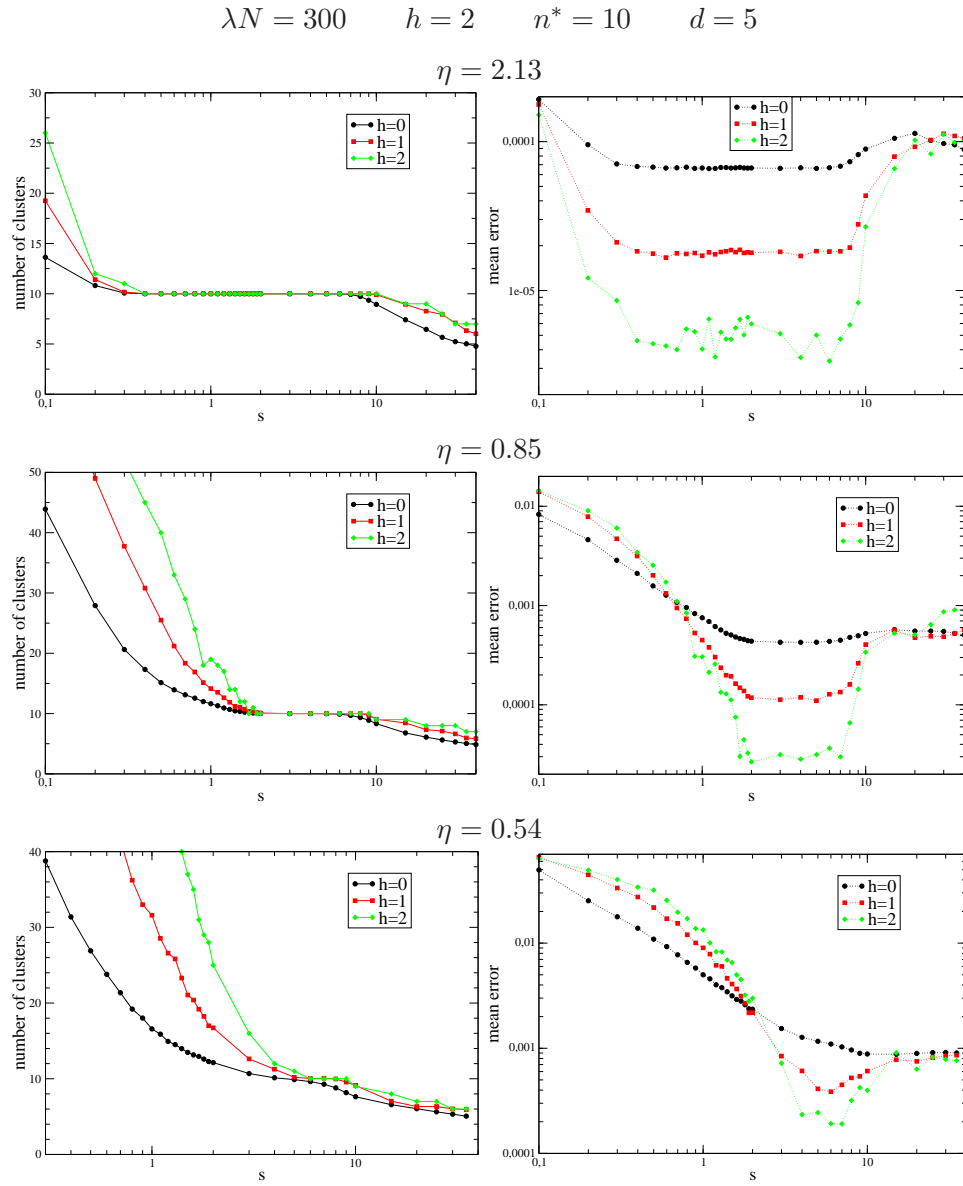 λN = 300 h = 2 n* = 10 d = 5
η = 2.13
30
25
20
15
10
5
0
number of clusters
h=0
h=1
h=2
0,1 1 10
s
0.0001
1e-05
mean error
h=0
h=1
h=2
0,1 1 10
s
η = 0.85
50
40
30
20
10
0
number of clusters
h=0
h=1
h=2
0,1 1 10
s
0,01
0,001
0,0001
mean error
h=0
h=1
h=2
0,1 1 10
s
η = 0.54
40
30
20
10
0
number of clusters
h=0
h=1
h=2
1 10
s
0,01
0,001
0,0001
mean error
h=0
h=1
h=2
0,1 1 10
s